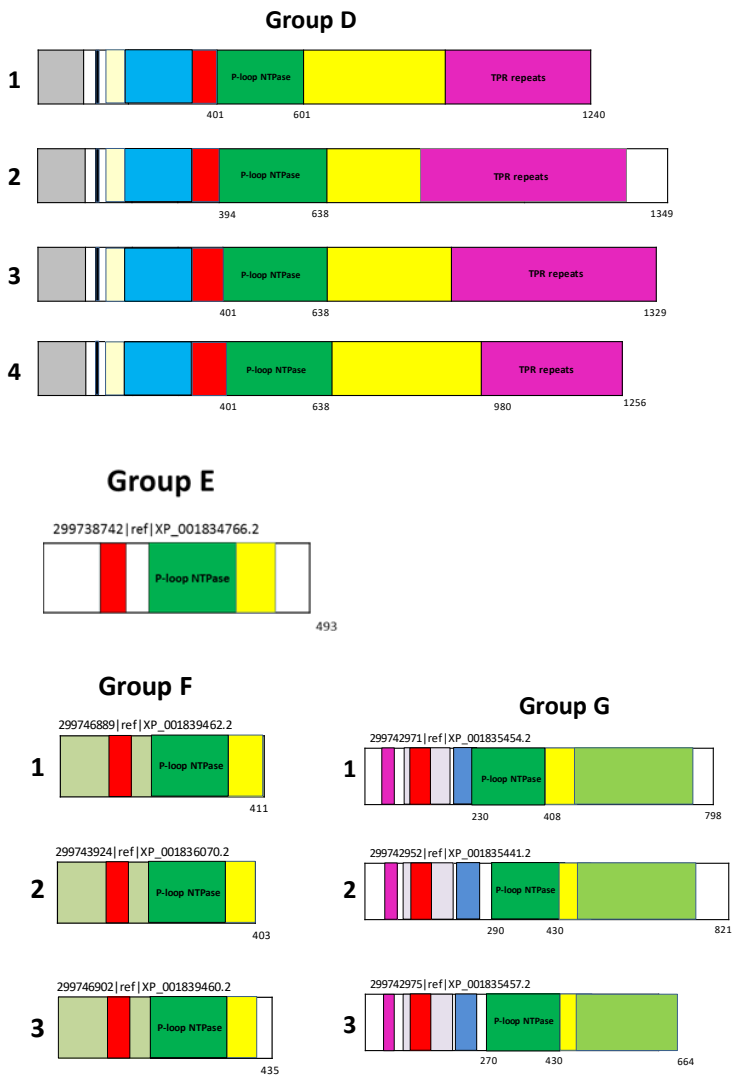 Group D
1
P-loop NTPase
TPR repeats
401
601
1240
2
P-loop NTPase
TPR repeats
394
638
1349
3
P-loop NTPase
TPR repeats
401
638
1329
4
P-loop NTPase
TPR repeats
401
638
980
1256
Group E
299738742|ref|XP_001834766.2
P-loop NTPase
493
Group F
299746889|ref|XP_001839462.2
1
P-loop NTPase
411
299743924|ref|XP_001836070.2
2
P-loop NTPase
403
299746902|ref|XP_001839460.2
3
P-loop NTPase
435
Group G
299742971|ref|XP_001835454.2
1
P-loop NTPase
230
408
798
299742952|ref|XP_001835441.2
2
P-loop NTPase
290
430
821
299742975|ref|XP_001835457.2
3
P-loop NTPase
270
430
664